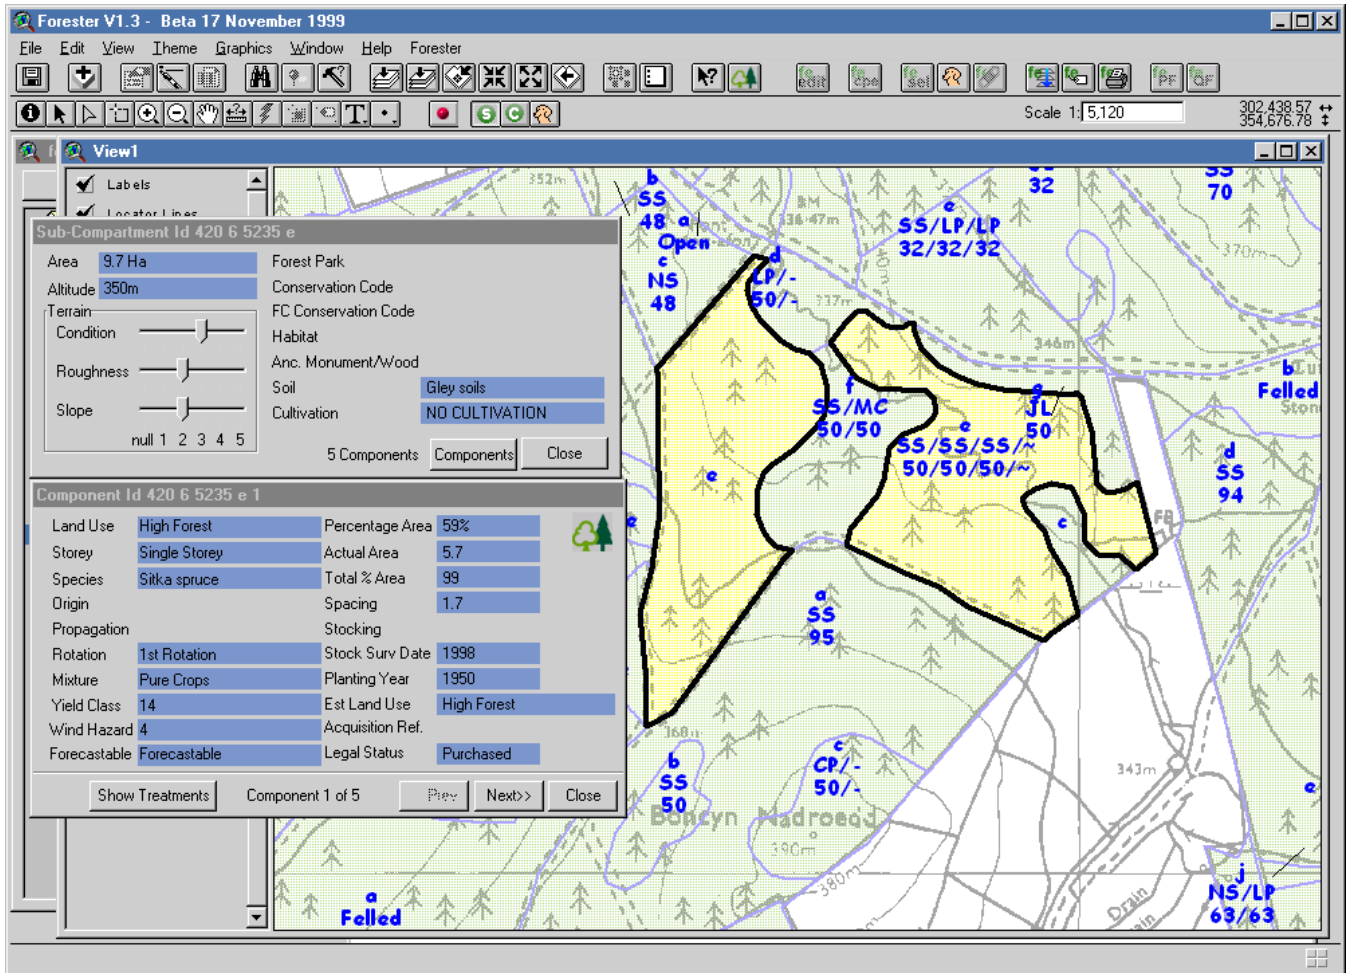 Forester V1.3 - Beta 17 November 1999
File Edit View Theme Graphics Window Help Forester
Scale 1: 5,120
302,438.57
354,676.78
View1
Labels
Locator Lines
Sub-Compartment Id 420 6 5235 e
Area 9.7 Ha
Altitude 350m
Terrain
Condition
Roughness
Slope
null 1 2 3 4 5
Forest Park
Conservation Code
FC Conservation Code
Habitat
Anc. Monument/Wood
Soil Gley soils
Cultivation NO CULTIVATION
5 Components Components Close
Component Id 420 6 5235 e 1
Land Use High Forest Percentage Area 59%
Storey Single Storey Actual Area 5.7
Species Sitka spruce Total % Area 99
Origin Spacing 1.7
Propagation Stocking
Rotation 1st Rotation Stock Surv Date 1998
Mixture Pure Crops Planting Year 1950
Yield Class 14 Est Land Use High Forest
Wind Hazard 4 Acquisition Ref.
Forecastable Forecastable Legal Status Purchased
Show Treatments Component 1 of 5 Prev Next>> Close
352m
b
SS
48
a
Open
c
NS
48
BM
338·47m
d
LP/-
50/-
337m
e
SS/LP/LP
32/32/32
32
SS
70
370m
346m
b
Felled
f
SS/MC
50/50
g
JL
50
e
SS/SS/SS/~
50/50/50/~
d
SS
94
e
e
c
FB
a
SS
95
368m
b
SS
50
c
CP/-
50/-
343m
e
Boncyn Nadroedd
390m
380m
Drain
a
Felled
j
NS/LP
63/63